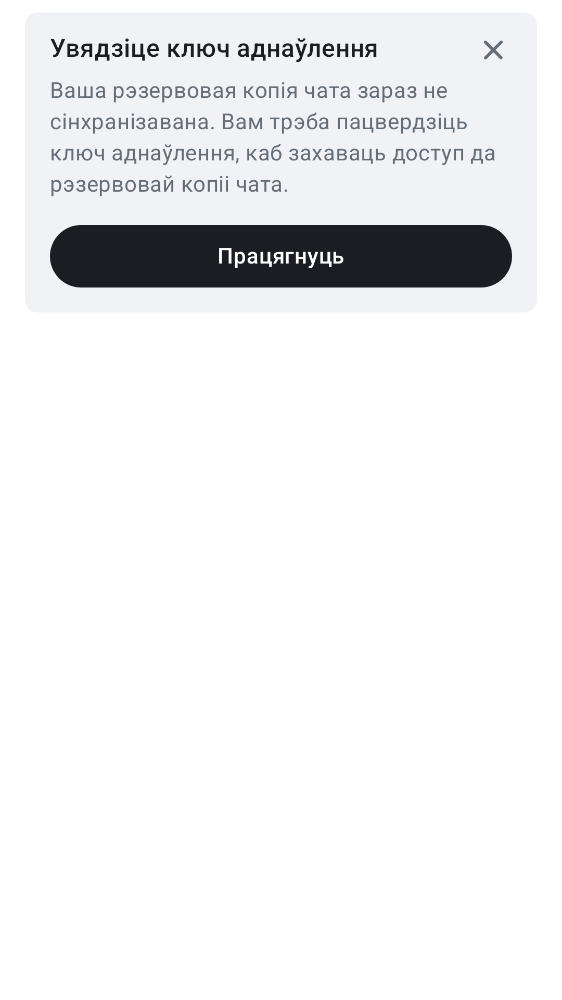 Увядзіце ключ аднаўлення
Ваша рэзервовая копія чата зараз не
сінхранізавана. Вам трэба пацвердзіць
ключ аднаўлення, каб захаваць доступ да
рэзервовай копіі чата.
Працягнуць